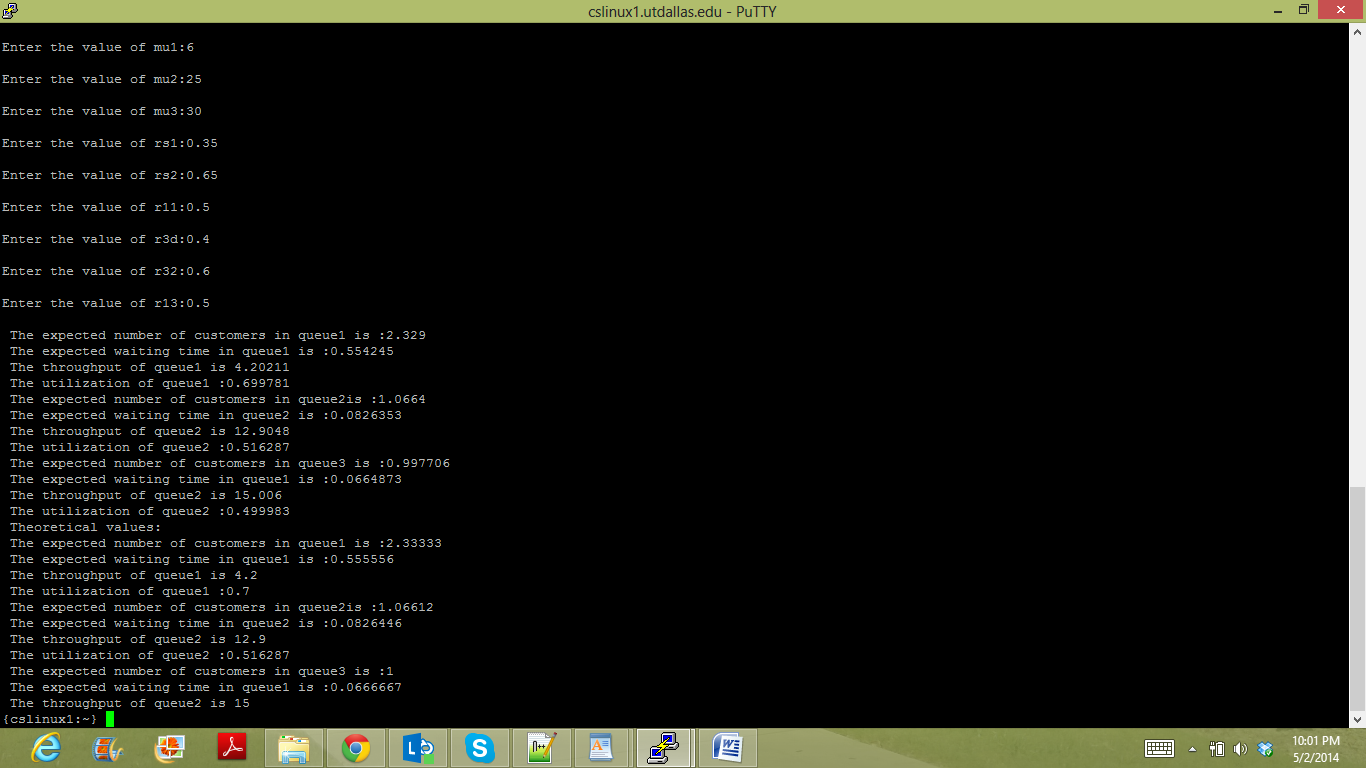 cslinux1.utdallas.edu - PuTTY
Enter the value of mu1:6
Enter the value of mu2:25
Enter the value of mu3:30
Enter the value of rs1:0.35
Enter the value of rs2:0.65
Enter the value of r11:0.5
Enter the value of r3d:0.4
Enter the value of r32:0.6
Enter the value of r13:0.5
The expected number of customers in queue1 is :2.329
The expected waiting time in queue1 is :0.554245
The throughput of queue1 is 4.20211
The utilization of queue1 :0.699781
The expected number of customers in queue2is :1.0664
The expected waiting time in queue2 is :0.0826353
The throughput of queue2 is 12.9048
The utilization of queue2 :0.516287
The expected number of customers in queue3 is :0.997706
The expected waiting time in queue1 is :0.0664873
The throughput of queue2 is 15.006
The utilization of queue2 :0.499983
Theoretical values:
The expected number of customers in queue1 is :2.33333
The expected waiting time in queue1 is :0.555556
The throughput of queue1 is 4.2
The utilization of queue1 :0.7
The expected number of customers in queue2is :1.06612
The expected waiting time in queue2 is :0.0826446
The throughput of queue2 is 12.9
The utilization of queue2 :0.516287
The expected number of customers in queue3 is :1
The expected waiting time in queue1 is :0.0666667
The throughput of queue2 is 15
{cslinux1:~}
10:01 PM
5/2/2014